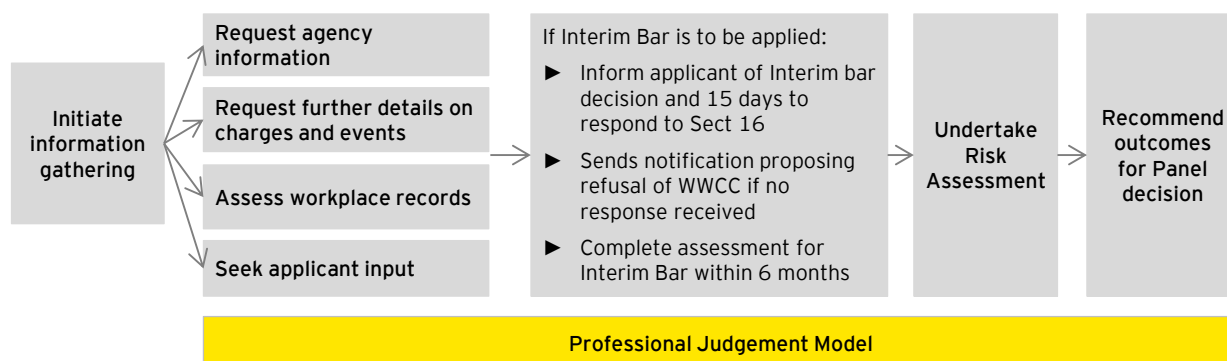 Initiate
information
gathering
Request agency
information
Request further details on
charges and events
Assess workplace records
Seek applicant input
If Interim Bar is to be applied:
► Inform applicant of Interim bar
decision and 15 days to
respond to Sect 16
► Sends notification proposing
refusal of WWCC if no
response received
► Complete assessment for
Interim Bar within 6 months
Undertake
Risk
Assessment
Recommend
outcomes
for Panel
decision
Professional Judgement Model